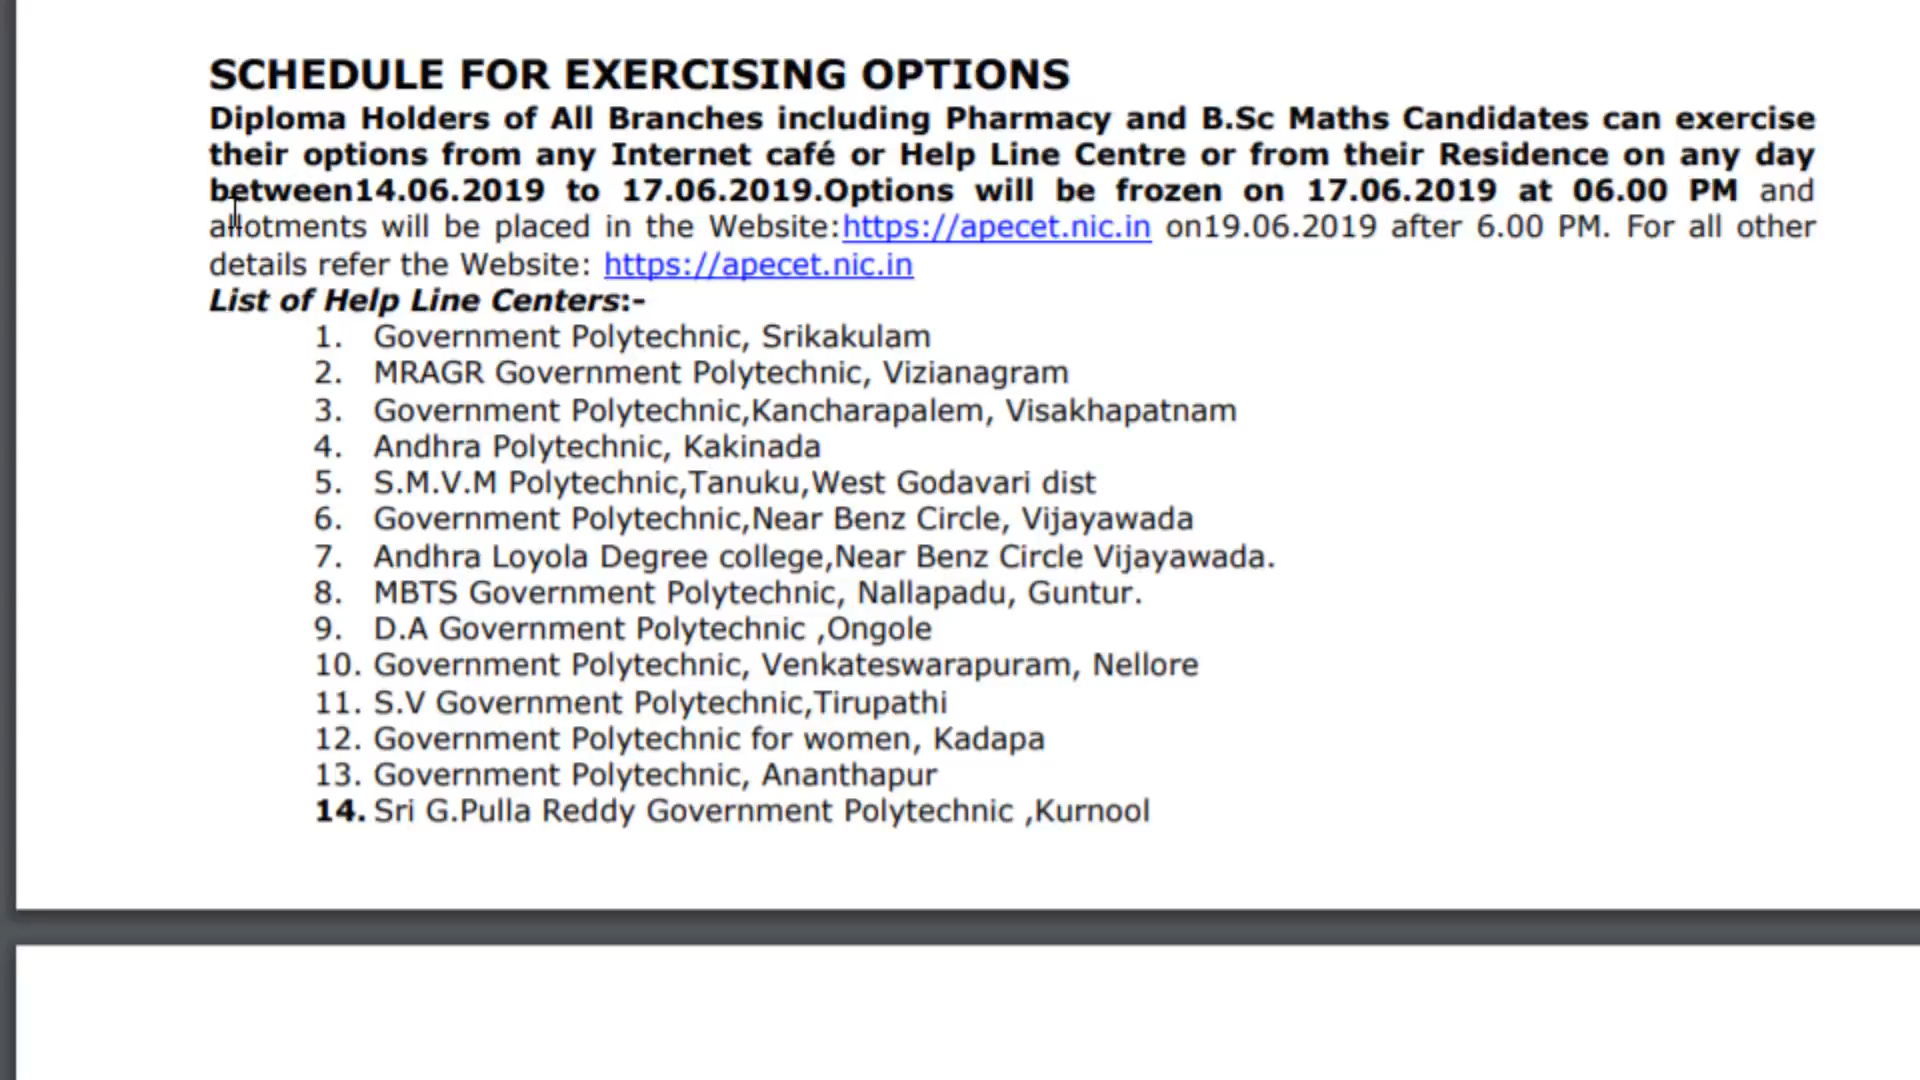 SCHEDULE FOR EXERCISING OPTIONS
Diploma Holders of All Branches including Pharmacy and B.Sc Maths Candidates can exercise
their options from any Internet café or Help Line Centre or from their Residence on any day
between14.06.2019 to 17.06.2019.Options will be frozen on 17.06.2019 at 06.00 PM and
allotments will be placed in the Website:https://apecet.nic.in on19.06.2019 after 6.00 PM. For all other
details refer the Website: https://apecet.nic.in
List of Help Line Centers:-
1. Government Polytechnic, Srikakulam
2. MRAGR Government Polytechnic, Vizianagram
3. Government Polytechnic,Kancharapalem, Visakhapatnam
4. Andhra Polytechnic, Kakinada
5. S.M.V.M Polytechnic,Tanuku,West Godavari dist
6. Government Polytechnic,Near Benz Circle, Vijayawada
7. Andhra Loyola Degree college,Near Benz Circle Vijayawada.
8. MBTS Government Polytechnic, Nallapadu, Guntur.
9. D.A Government Polytechnic ,Ongole
10. Government Polytechnic, Venkateswarapuram, Nellore
11. S.V Government Polytechnic,Tirupathi
12. Government Polytechnic for women, Kadapa
13. Government Polytechnic, Ananthapur
14. Sri G.Pulla Reddy Government Polytechnic ,Kurnool